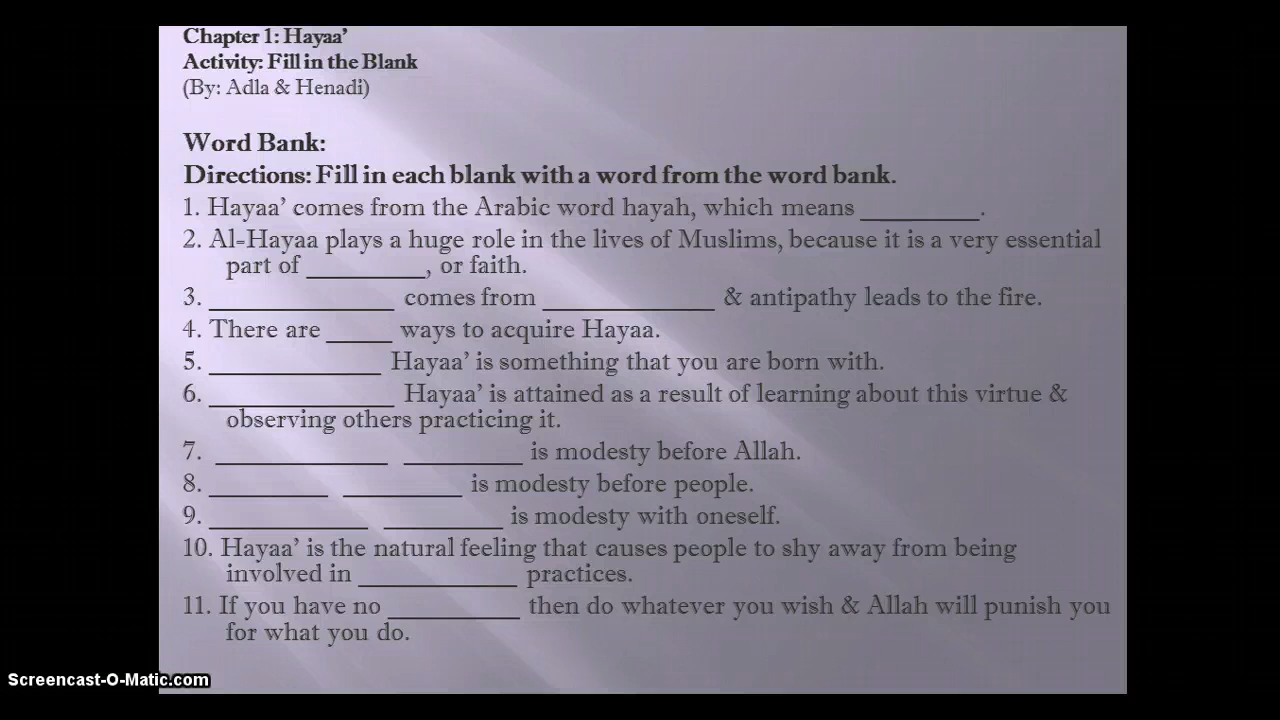 Chapter 1: Hayaa’
Activity: Fill in the Blank
(By: Adla & Henadi)
Word Bank:
Directions: Fill in each blank with a word from the word bank.
1. Hayaa’ comes from the Arabic word hayah, which means _________.
2. Al-Hayaa plays a huge role in the lives of Muslims, because it is a very essential
part of _________, or faith.
3. ______________ comes from _____________ & antipathy leads to the fire.
4. There are _____ ways to acquire Hayaa.
5. _____________ Hayaa’ is something that you are born with.
6. ______________ Hayaa’ is attained as a result of learning about this virtue &
observing others practicing it.
7. _____________ _________ is modesty before Allah.
8. _________ _________ is modesty before people.
9. ____________ _________ is modesty with oneself.
10. Hayaa’ is the natural feeling that causes people to shy away from being
involved in ____________ practices.
11. If you have no __________ then do whatever you wish & Allah will punish you
for what you do.
Screencast-O-Matic.com